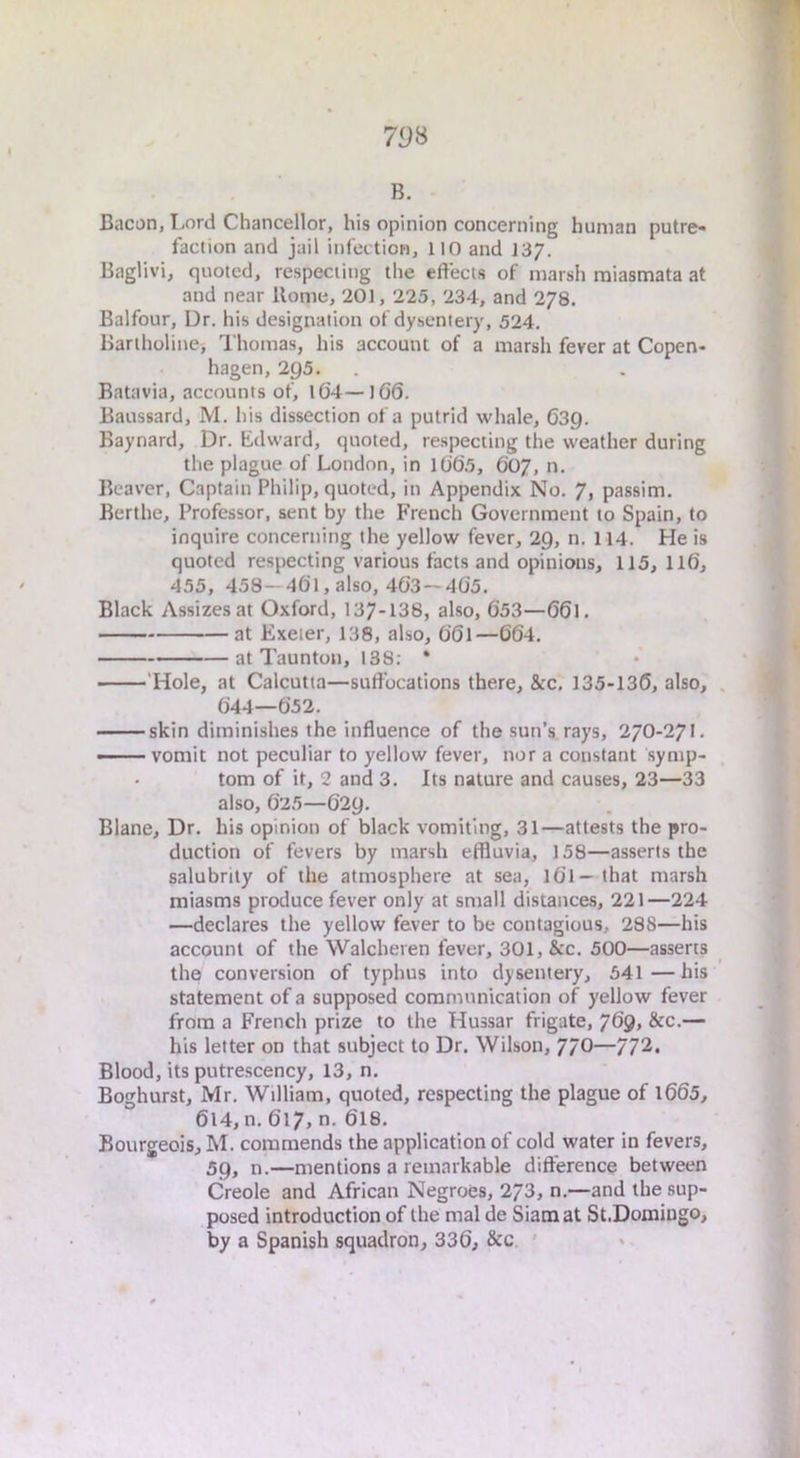 798
B.
Bacon, Lord Chancellor, his opinion concerning human putre-
faction and jail infection, 110 and 137.
Baglivi, quoted, respecting the effects of marsh miasmata at
and near Rome, 201, 225, 234, and 278.
Balfour, Dr. his designation of dysentery, 524.
Bartholine, Thomas, his account of a marsh fever at Copen-
hagen, 295.
Batavia, accounts of, 164—166.
Baussard, M. his dissection of a putrid whale, 639.
Baynard, Dr. Edward, quoted, respecting the weather during
the plague of London, in 1665, 607, n.
Beaver, Captain Philip, quoted, in Appendix No. 7, passim.
Berthe, Professor, sent by the French Government to Spain, to
inquire concerning the yellow fever, 29, n. 114. He is
quoted respecting various facts and opinions, 115, 116,
455, 458—461, also, 463—465.
Black Assizes at Oxford, 137-138, also, 653—661.
—— at Exeter, 138, also, 661—664.
—— at Taunton, 138:
—— Hole, at Calcutta—suffocations there, &c. 135-136, also,
644—652.
—— skin diminishes the influence of the sun's rays, 270-271.
—— vomit not peculiar to yellow fever, nor a constant symp-
tom of it, 2 and 3. Its nature and causes, 23—33
also, 625—629.
Blane, Dr. his opinion of black vomiting, 31—attests the pro-
duction of fevers by marsh effluvia, 158—asserts the
salubrity of the atmosphere at sea, 161—that marsh
miasms produce fever only at small distances, 221—224
—declares the yellow fever to be contagious, 288—his
account of the Walcheren fever, 301, &c. 500—asserts
the conversion of typhus into dysentery, 541—his
statement of a supposed communication of yellow fever
from a French prize to the Hussar frigate, 769, &c.—
his letter on that subject to Dr. Wilson, 770—772.
Blood, its putrescency, 13, n.
Boghurst, Mr. William, quoted, respecting the plague of 1665,
614, n. 617, n. 618.
Bourgeois, M. commends the application of cold water in fevers,
59, n.—mentions a remarkable difference between
Creole and African Negroes, 273, n.—and the sup-
posed introduction of the mal de Siam at St.Domingo,
by a Spanish squadron, 336, &c